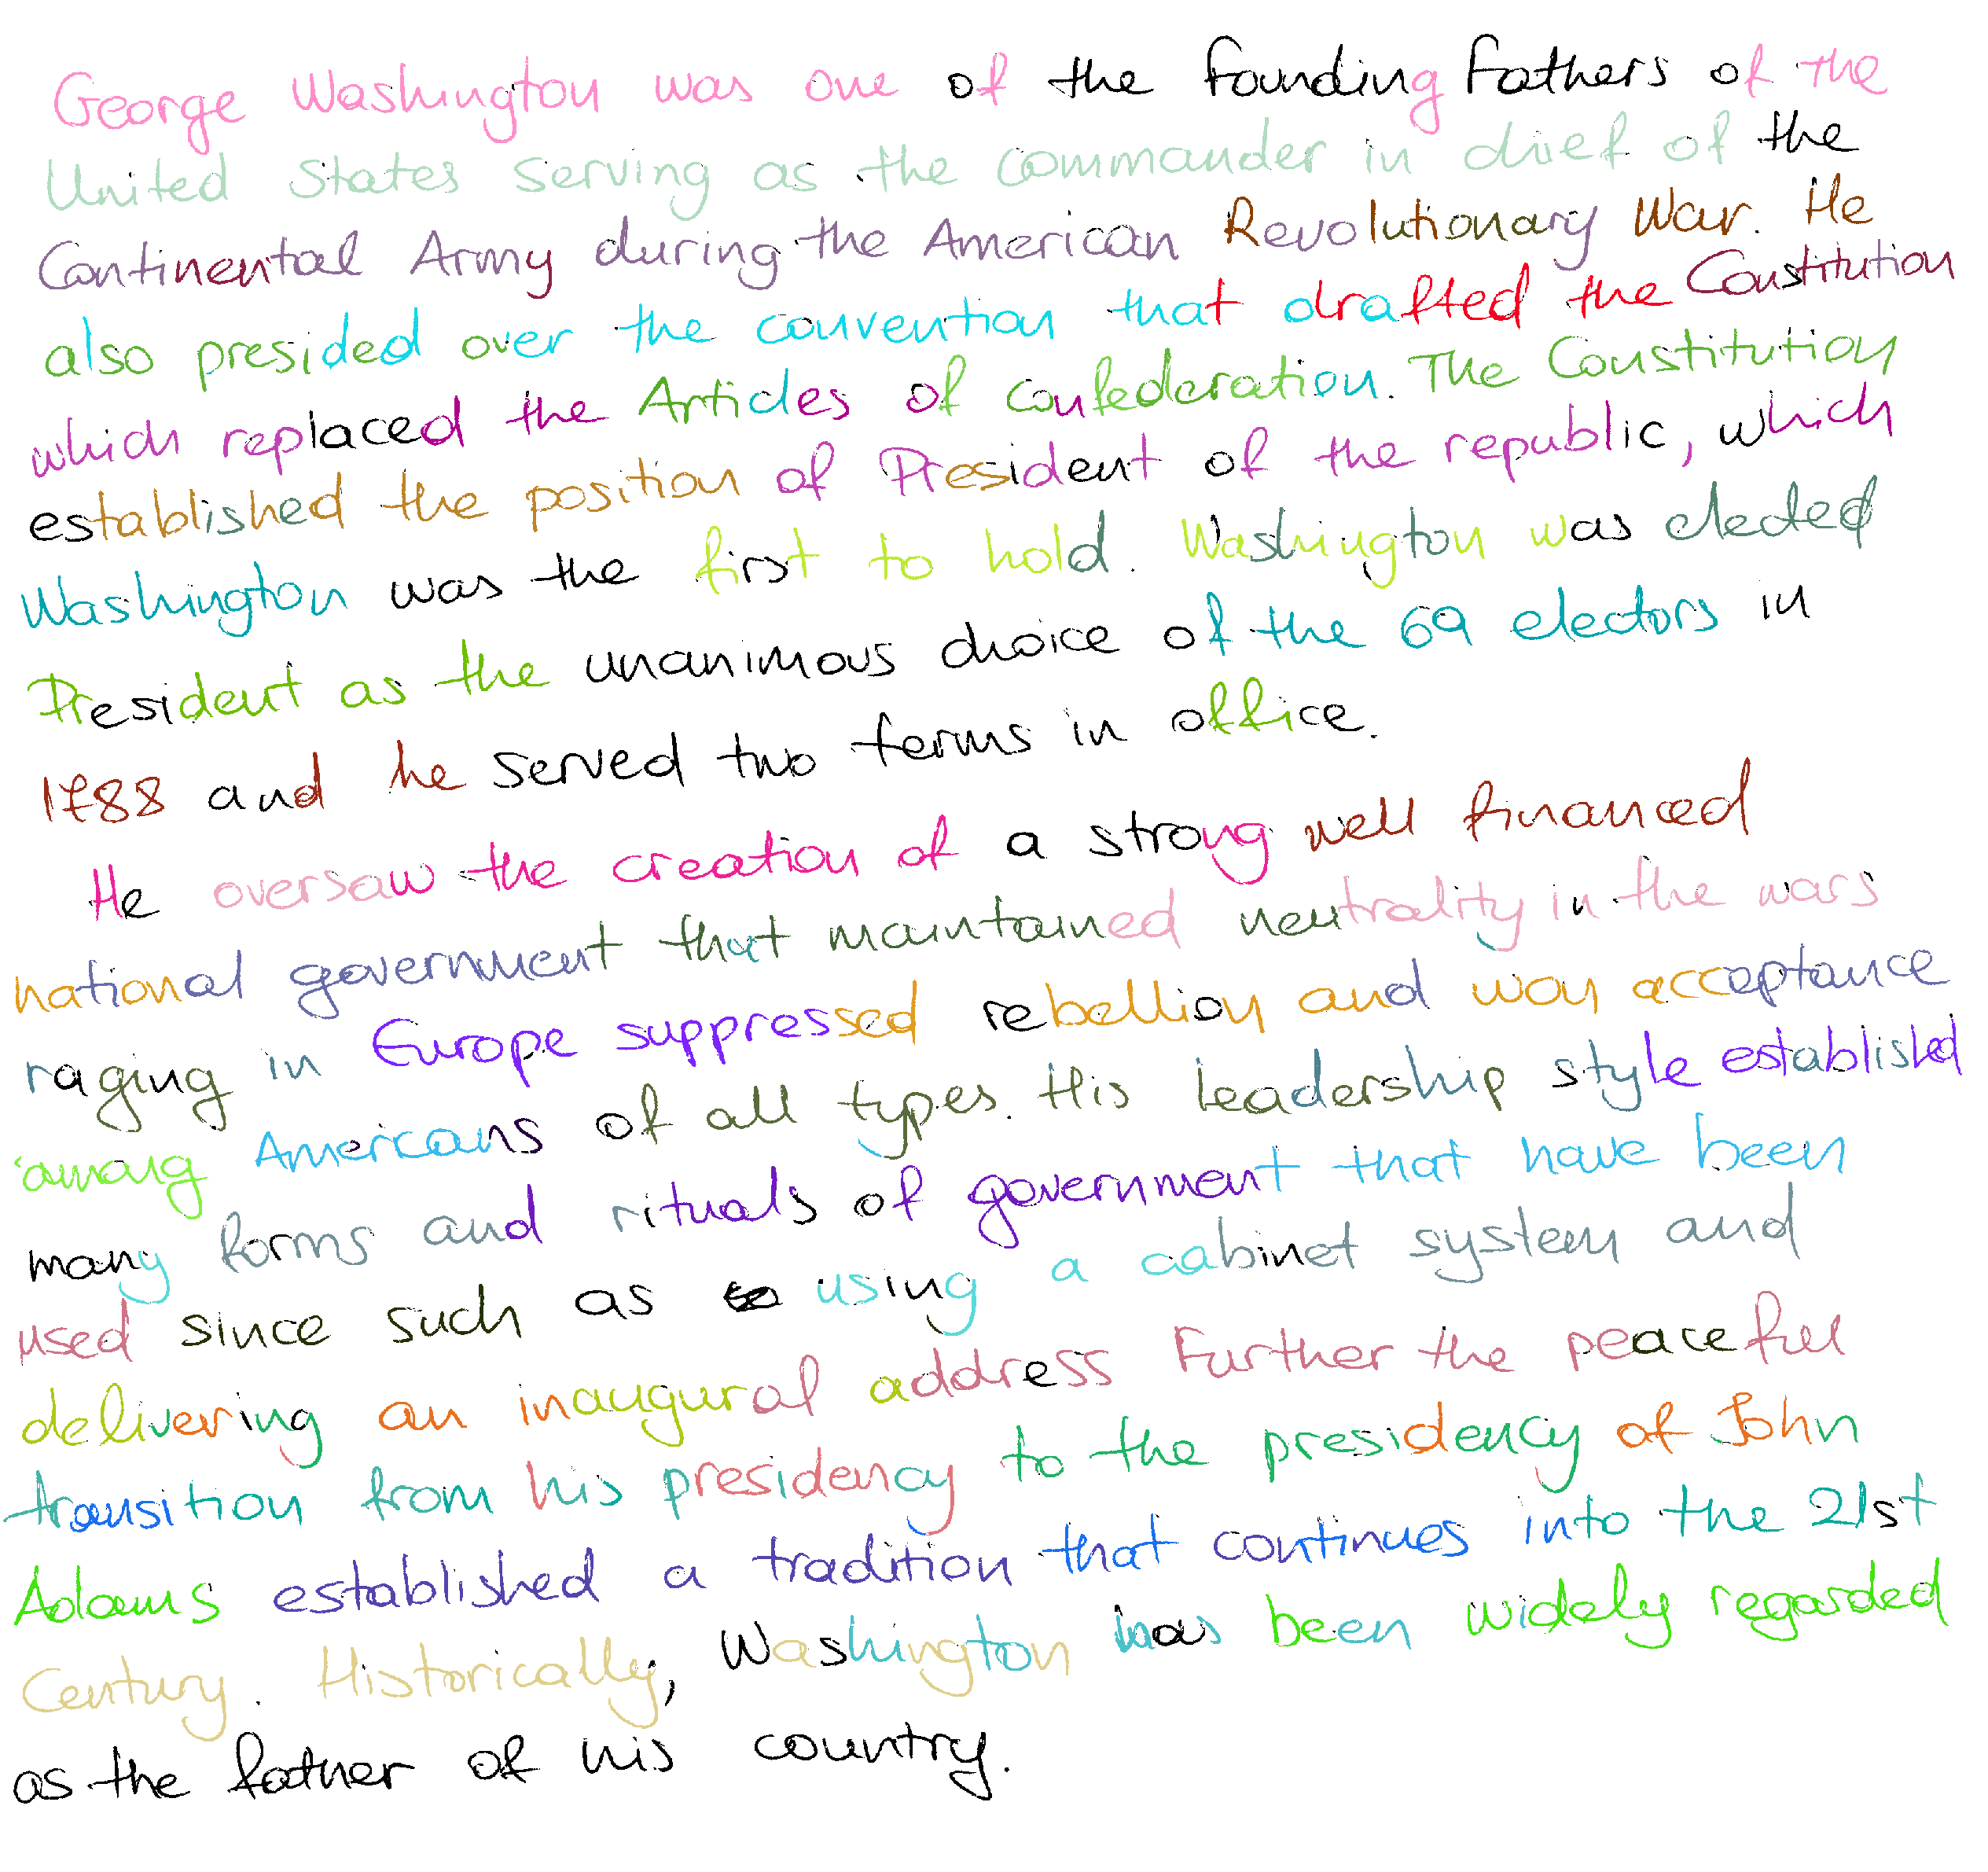 George Washington was one of the founding fathers of the
United States serving as the commander in chief of the
Continental Army during the American Revolutionary War. He
also presided over the convention that drafted the Constitution
which replaced the Articles of Confederation. The Constitution
established the position of President of the republic, which
Washington was the first to hold. Washington was elected
President as the unanimous choice of the 69 electors in
1788 and he served two terms in office.
He oversaw the creation of a strong well financed
national government that maintained neutrality in the wars
raging in Europe suppressed rebellion and won acceptance
among Americans of all types. His leadership style established
many forms and rituals of government that have been
used since such as using a cabinet system and
delivering an inaugural address Further the peaceful
transition from his presidency to the presidency of John
Adams established a tradition that continues into the 21st
Century. Historically, Washington has been widely regarded
as the father of his country.